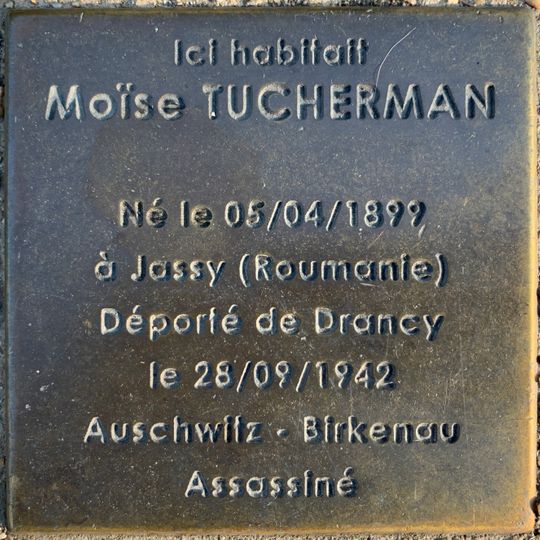 Ici habitait
Moïse TUCHERMAN
Né le 05/04/1899
à Jassy (Roumanie)
Déporté de Drancy
le 28/09/1942
Auschwitz - Birkenau
Assassiné